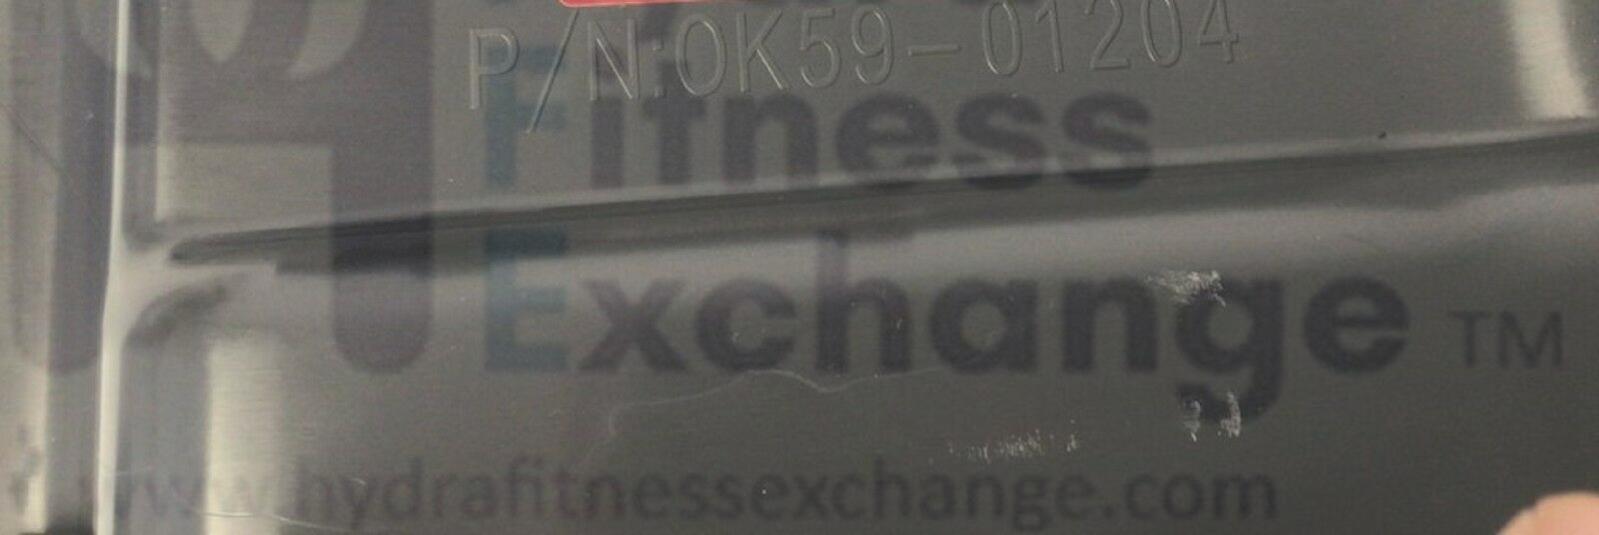 P/N:0K59-01204
Fitness
Exchange TM
www.hydrafitnessexchange.com